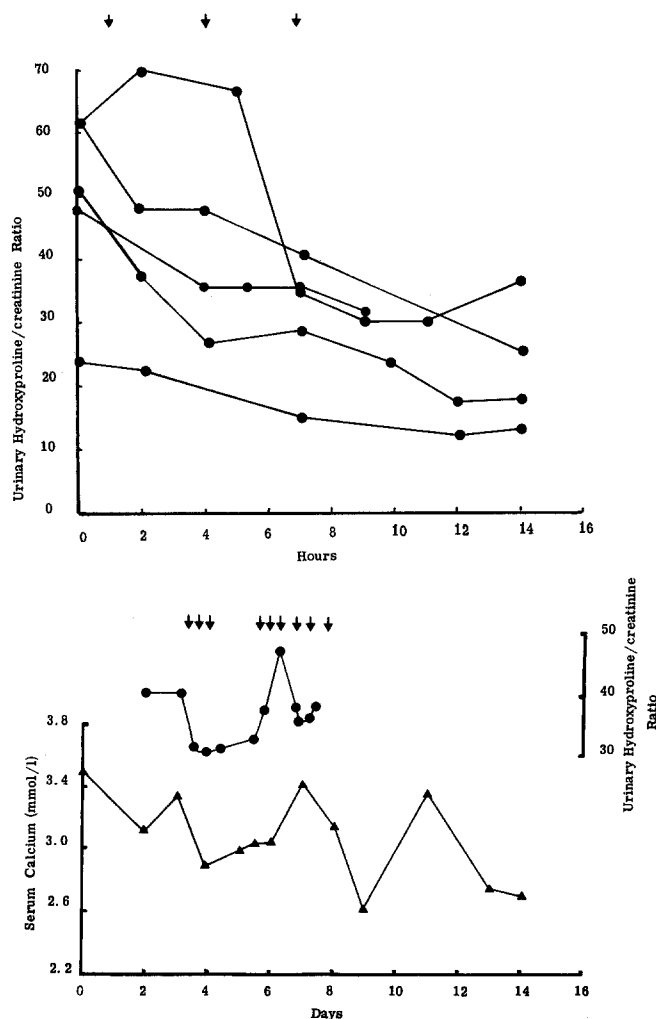 70
60
50
40
30
20
10
0
Urinary Hydroxyproline/creatinine Ratio
0 2 4 6 8 10 12 14 16
Hours
50
40
30
Urinary Hydroxyproline/creatinine
Ratio
3.8
3.4
3.0
2.6
2.2
Serum Calcium (mmol/l)
0 2 4 6 8 10 12 14 16
Days